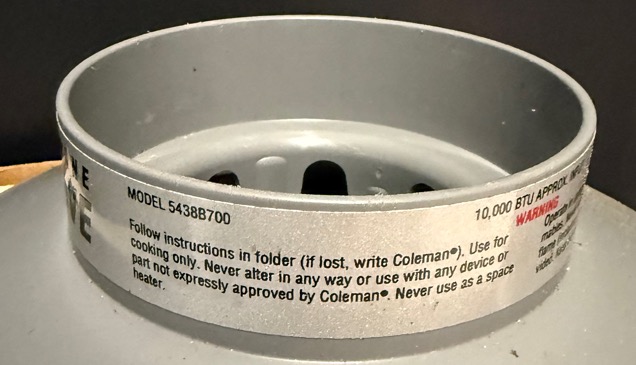 NE
VE
MODEL 5438B700
Follow instructions in folder (if lost, write Coleman®). Use for
cooking only. Never alter in any way or use with any device or
part not expressly approved by Coleman®. Never use as a space
heater.
10,000 BTU APPROX.
WARNING